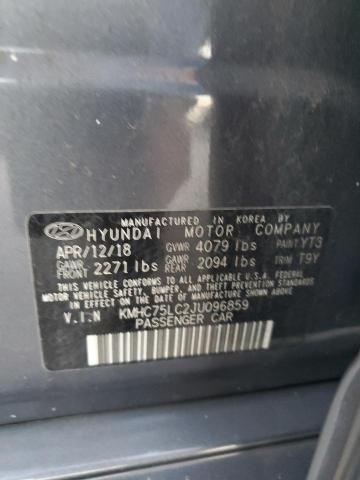 MANUFACTURED IN KOREA BY
HYUNDAI MOTOR COMPANY
APR/12/18 GVWR 4079 lbs PAINT YT3
GAWR FRONT 2271 lbs GAWR REAR 2094 lbs TRIM T9Y
THIS VEHICLE CONFORMS TO ALL APPLICABLE U.S.A. FEDERAL
MOTOR VEHICLE SAFETY, BUMPER, AND THEFT PREVENTION STANDARDS
IN EFFECT ON THE DATE OF MANUFACTURE SHOWN ABOVE.
V.I.N KMHC75LC2JU096859
PASSENGER CAR